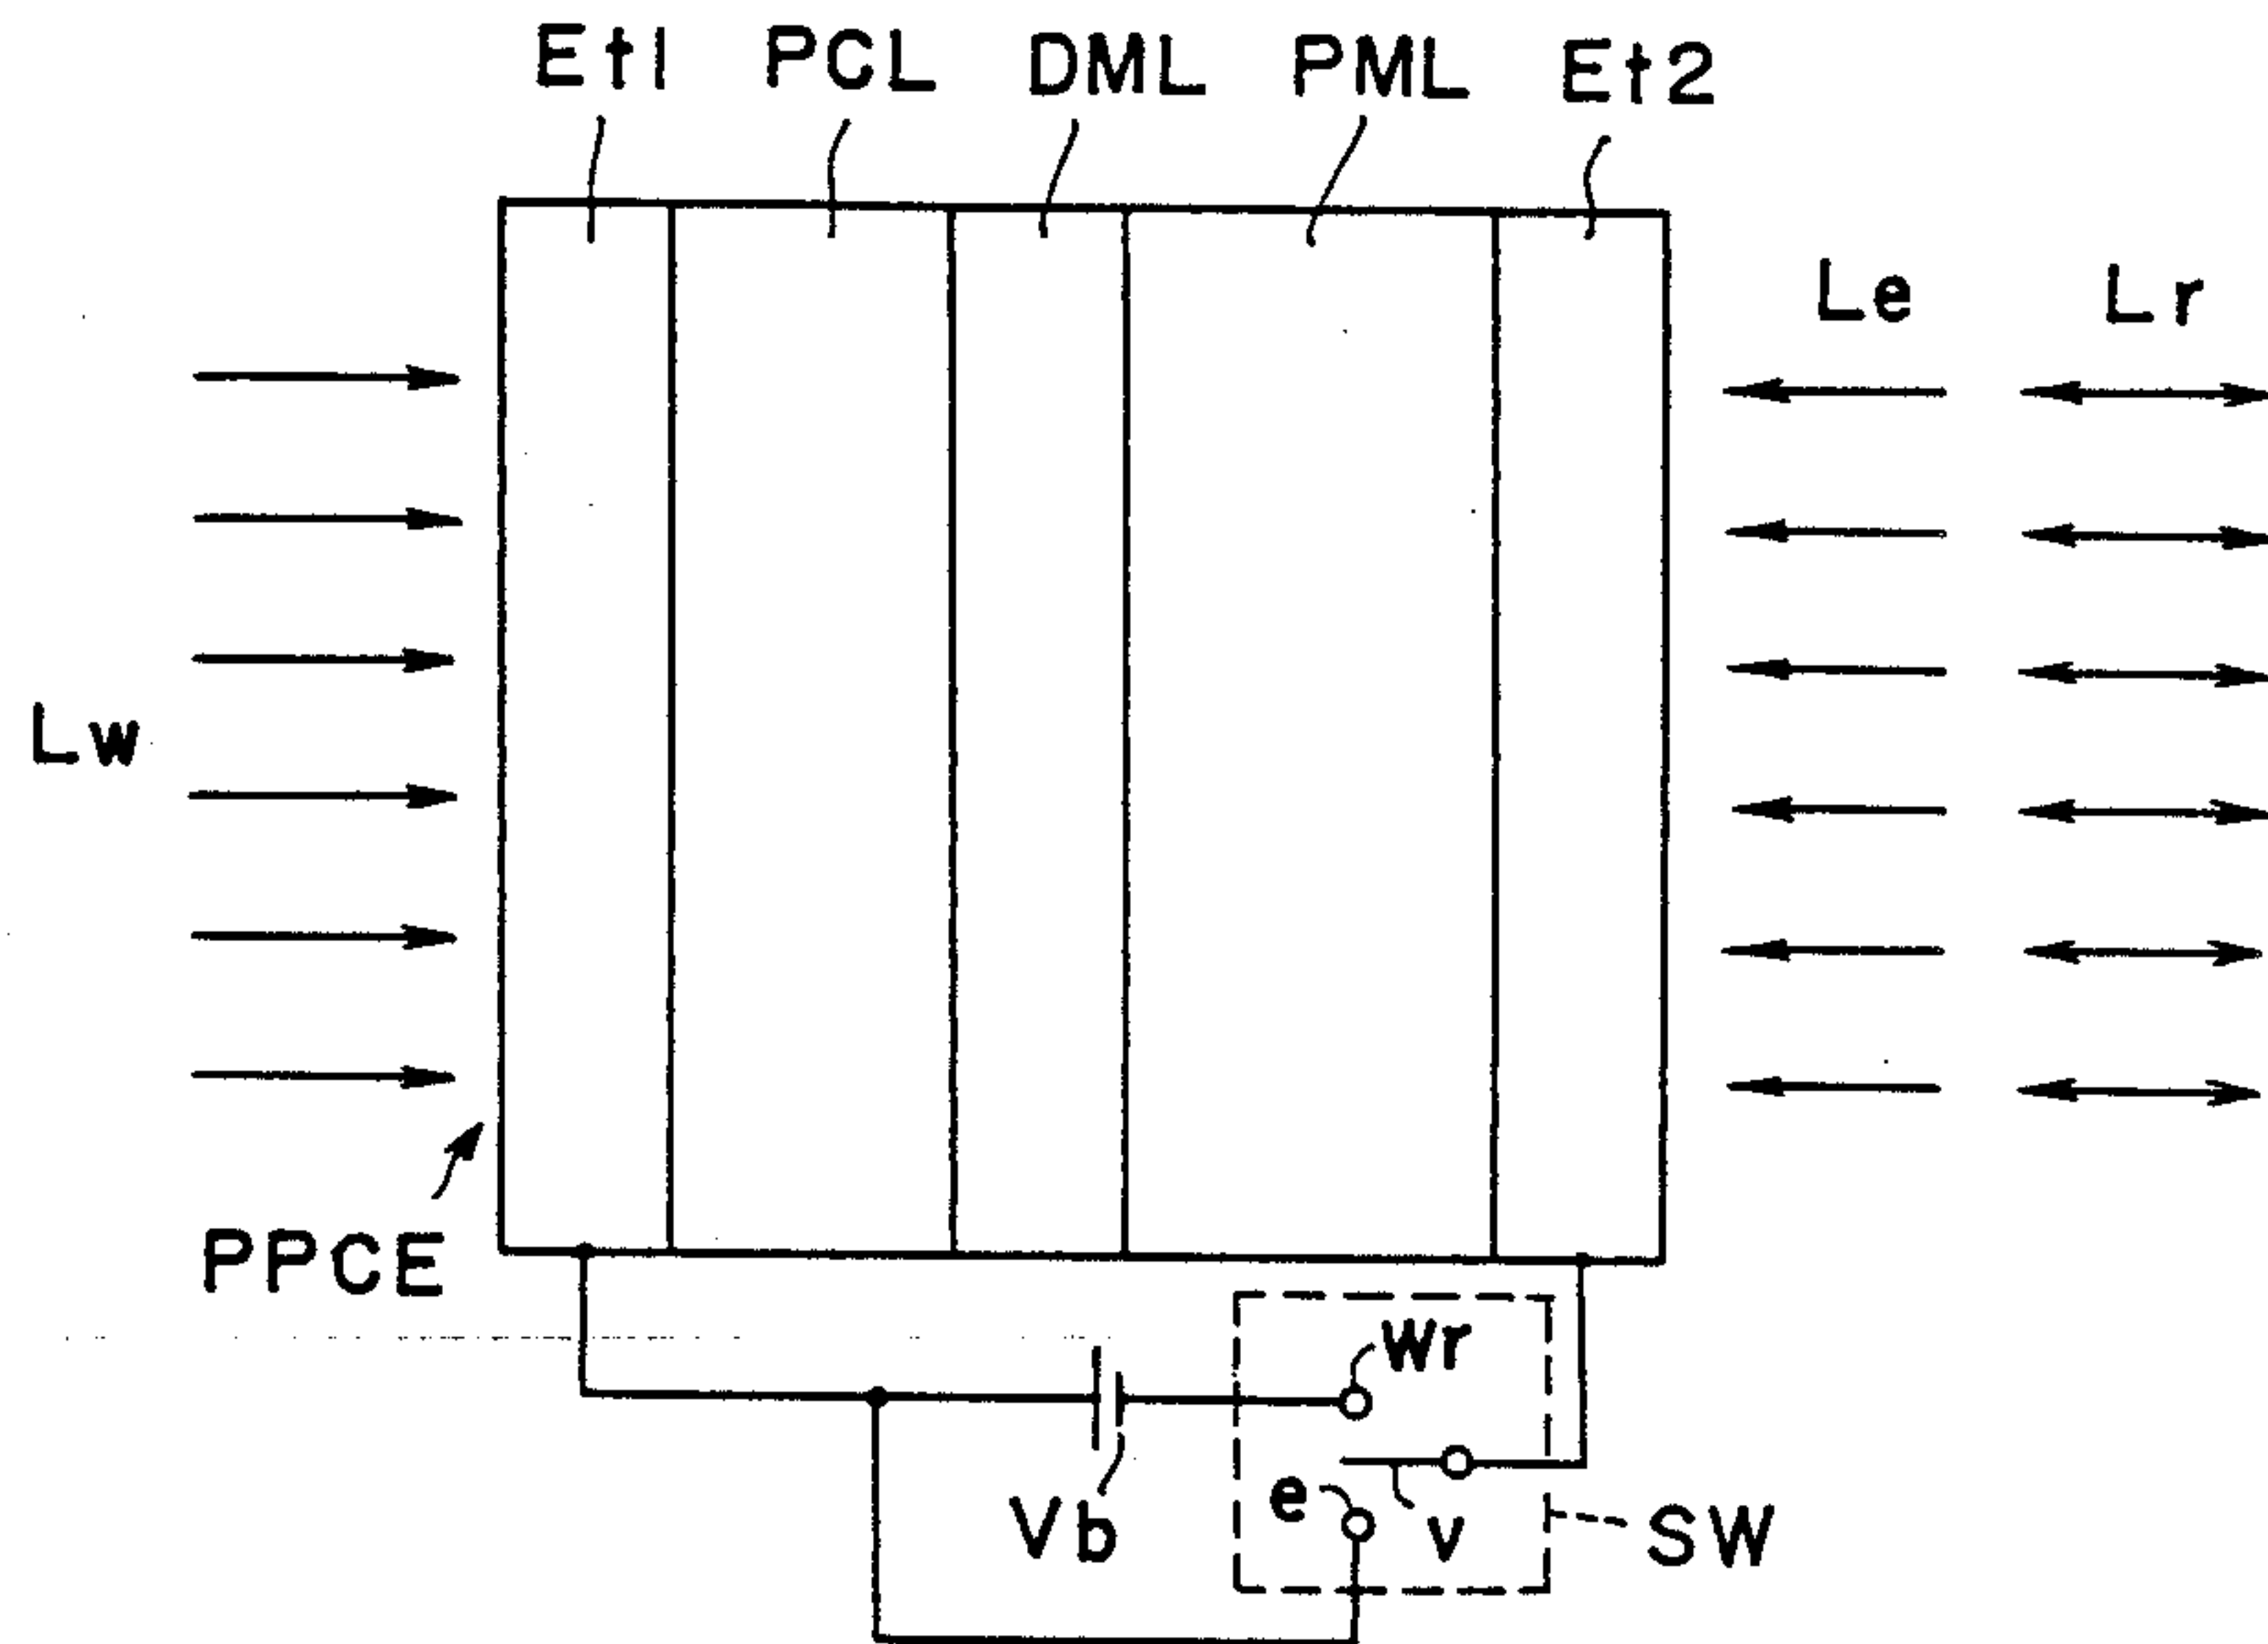 Et1 PCL DML PML Et2
Le Lr
Lw
PPCE
Wr
e
Vb v SW